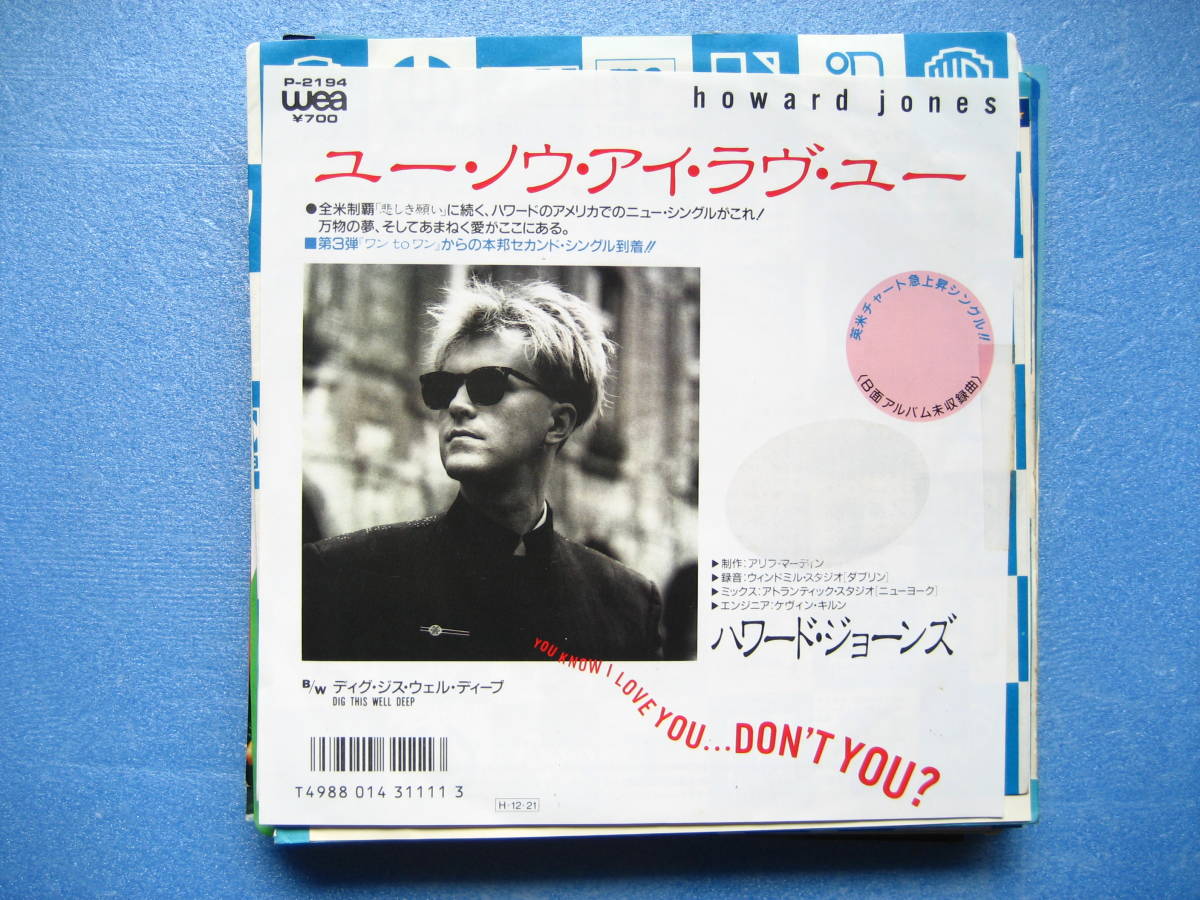 P-2194
wea
¥700
howard jones
ユー・ノウ・アイ・ラヴ・ユー
●全米制覇「悲しき願い」に続く、ハワードのアメリカでのニュー・シングルがこれ!
万物の夢、そしてあまねく愛がここにある。
■第3弾『ワン to ワン』からの本邦セカンド・シングル到着!!
英米チャート急上昇シングル!!
(B面アルバム未収録曲)
▶制作:アリフ・マーディン
▶録音:ウィンドミル・スタジオ[ダブリン]
▶ミックス:アトランティック・スタジオ[ニューヨーク]
▶エンジニア:ケヴィン・キルン
ハワード・ジョーンズ
YOU KNOW I LOVE YOU...DON'T YOU?
B/W ディグ・ジス・ウェル・ディープ
DIG THIS WELL DEEP
T4988 014 31111 3
H・12・21